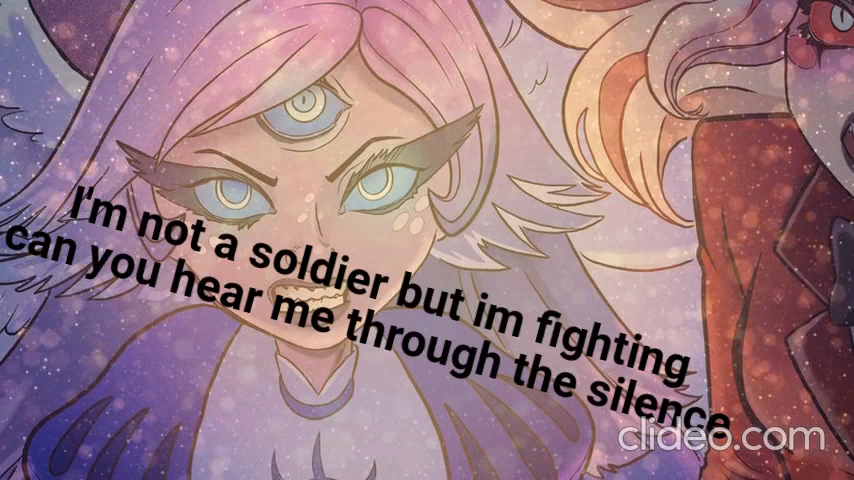 I'm not a soldier but im fighting
can you hear me through the silence
clideo.com